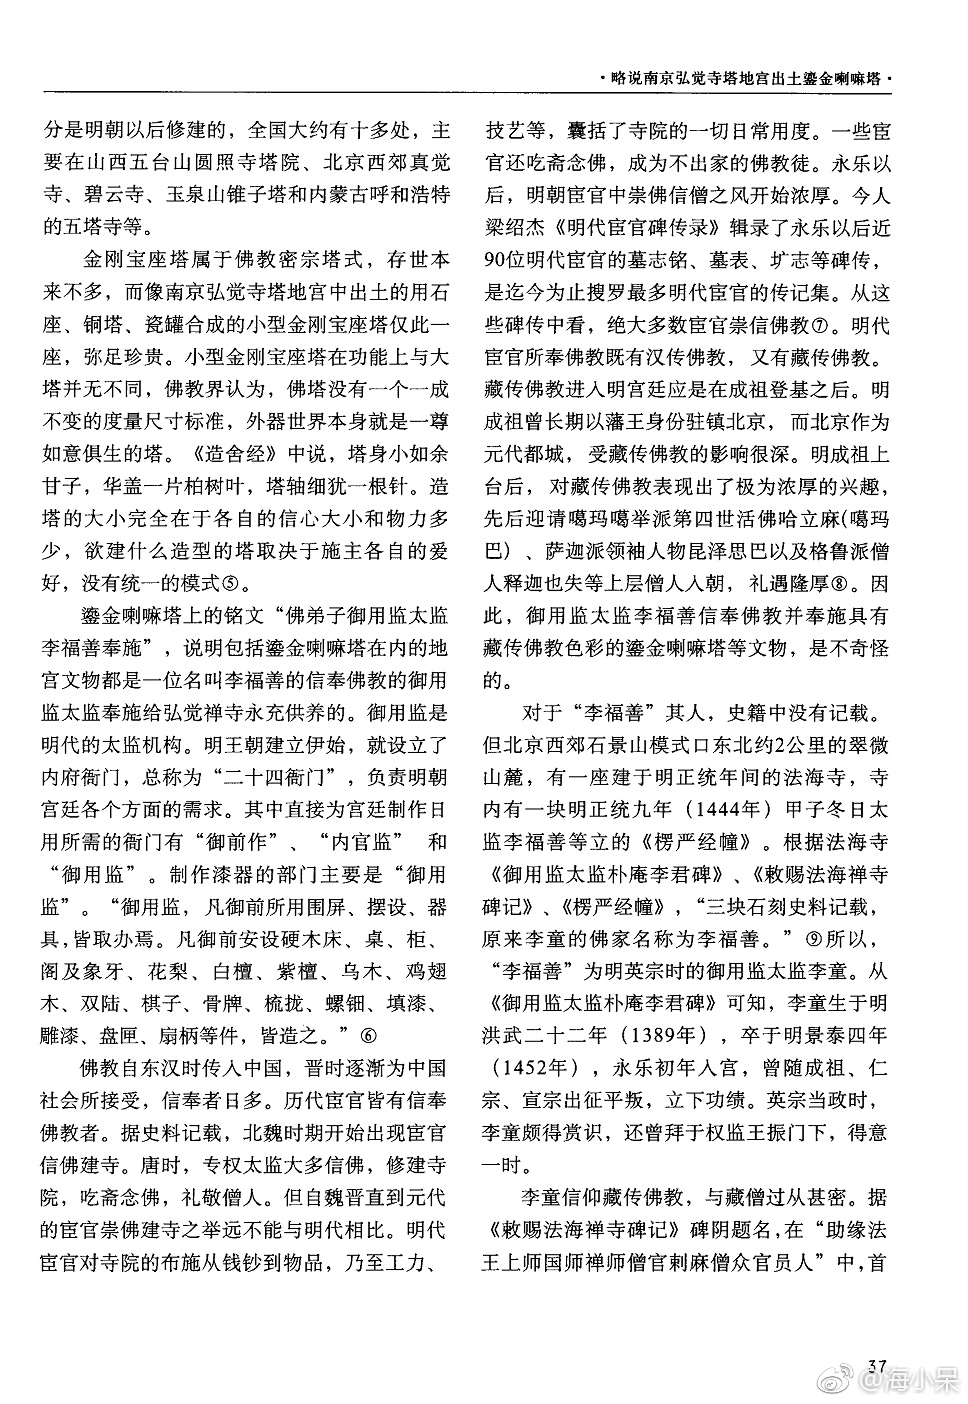 ·略说南京弘觉寺塔地宫出土鎏金喇嘛塔·
分是明朝以后修建的，全国大约有十多处，主
要在山西五台山圆照寺塔院、北京西郊真觉
寺、碧云寺、玉泉山锥子塔和内蒙古呼和浩特
的五塔寺等。
金刚宝座塔属于佛教密宗塔式，存世本
来不多，而像南京弘觉寺塔地宫中出土的用石
座、铜塔、瓷罐合成的小型金刚宝座塔仅此一
座，弥足珍贵。小型金刚宝座塔在功能上与大
塔并无不同，佛教界认为，佛塔没有一个一成
不变的度量尺寸标准，外器世界本身就是一尊
如意俱生的塔。《造舍经》中说，塔身小如余
甘子，华盖一片柏树叶，塔轴细犹一根针。造
塔的大小完全在于各自的信心大小和物力多
少，欲建什么造型的塔取决于施主各自的爱
好，没有统一的模式⑤。
鎏金喇嘛塔上的铭文“佛弟子御用监太监
李福善奉施”，说明包括鎏金喇嘛塔在内的地
宫文物都是一位名叫李福善的信奉佛教的御用
监太监奉施给弘觉禅寺永充供养的。御用监是
明代的太监机构。明王朝建立伊始，就设立了
内府衙门，总称为“二十四衙门”，负责明朝
宫廷各个方面的需求。其中直接为宫廷制作日
用所需的衙门有“御前作”、“内官监” 和
“御用监”。制作漆器的部门主要是“御用
监”。“御用监，凡御前所用围屏、摆设、器
具，皆取办焉。凡御前安设硬木床、桌、柜、
阁及象牙、花梨、白檀、紫檀、乌木、鸡翅
木、双陆、棋子、骨牌、梳拢、螺钿、填漆、
雕漆、盘匣、扇柄等件，皆造之。”⑥
佛教自东汉时传人中国，晋时逐渐为中国
社会所接受，信奉者日多。历代宦官皆有信奉
佛教者。据史料记载，北魏时期开始出现宦官
信佛建寺。唐时，专权太监大多信佛，修建寺
院，吃斋念佛，礼敬僧人。但自魏晋直到元代
的宦官崇佛建寺之举远不能与明代相比。明代
宦官对寺院的布施从钱钞到物品，乃至工力、
技艺等，囊括了寺院的一切日常用度。一些宦
官还吃斋念佛，成为不出家的佛教徒。永乐以
后，明朝宦官中崇佛信僧之风开始浓厚。今人
梁绍杰《明代宦官碑传录》辑录了永乐以后近
90位明代宦官的墓志铭、墓表、圹志等碑传，
是迄今为止搜罗最多明代宦官的传记集。从这
些碑传中看，绝大多数宦官崇信佛教⑦。明代
宦官所奉佛教既有汉传佛教，又有藏传佛教。
藏传佛教进入明宫廷应是在成祖登基之后。明
成祖曾长期以藩王身份驻镇北京，而北京作为
元代都城，受藏传佛教的影响很深。明成祖上
台后，对藏传佛教表现出了极为浓厚的兴趣，
先后迎请噶玛噶举派第四世活佛哈立麻(噶玛
巴）、萨迦派领袖人物昆泽思巴以及格鲁派僧
人释迦也失等上层僧人入朝，礼遇隆厚⑧。因
此，御用监太监李福善信奉佛教并奉施具有
藏传佛教色彩的鎏金喇嘛塔等文物，是不奇怪
的。
对于“李福善”其人，史籍中没有记载。
但北京西郊石景山模式口东北约2公里的翠微
山麓，有一座建于明正统年间的法海寺，寺
内有一块明正统九年（1444年）甲子冬日太
监李福善等立的《楞严经幢》。根据法海寺
《御用监太监朴庵李君碑》、《敕赐法海禅寺
碑记》、《楞严经幢》，“三块石刻史料记载，
原来李童的佛家名称为李福善。”⑨所以，
“李福善”为明英宗时的御用监太监李童。从
《御用监太监朴庵李君碑》可知，李童生于明
洪武二十二年（1389年），卒于明景泰四年
（1452年），永乐初年入宫，曾随成祖、仁
宗、宣宗出征平叛，立下功绩。英宗当政时，
李童颇得赏识，还曾拜于权监王振门下，得意
一时。
李童信仰藏传佛教，与藏僧过从甚密。据
《敕赐法海禅寺碑记》碑阴题名，在“助缘法
王上师国师禅师僧官剌麻僧众官员人”中，首
37
@海小呆